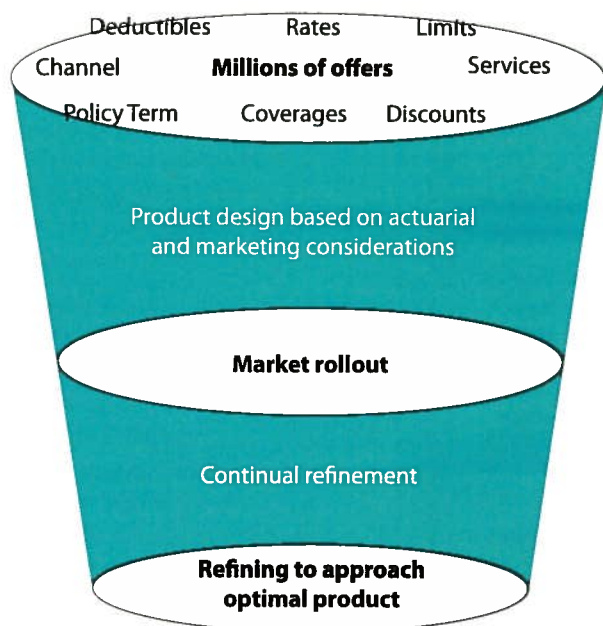 Deductibles Rates Limits
Channel Millions of offers Services
Policy Term Coverages Discounts
Product design based on actuarial
and marketing considerations
Market rollout
Continual refinement
Refining to approach
optimal product